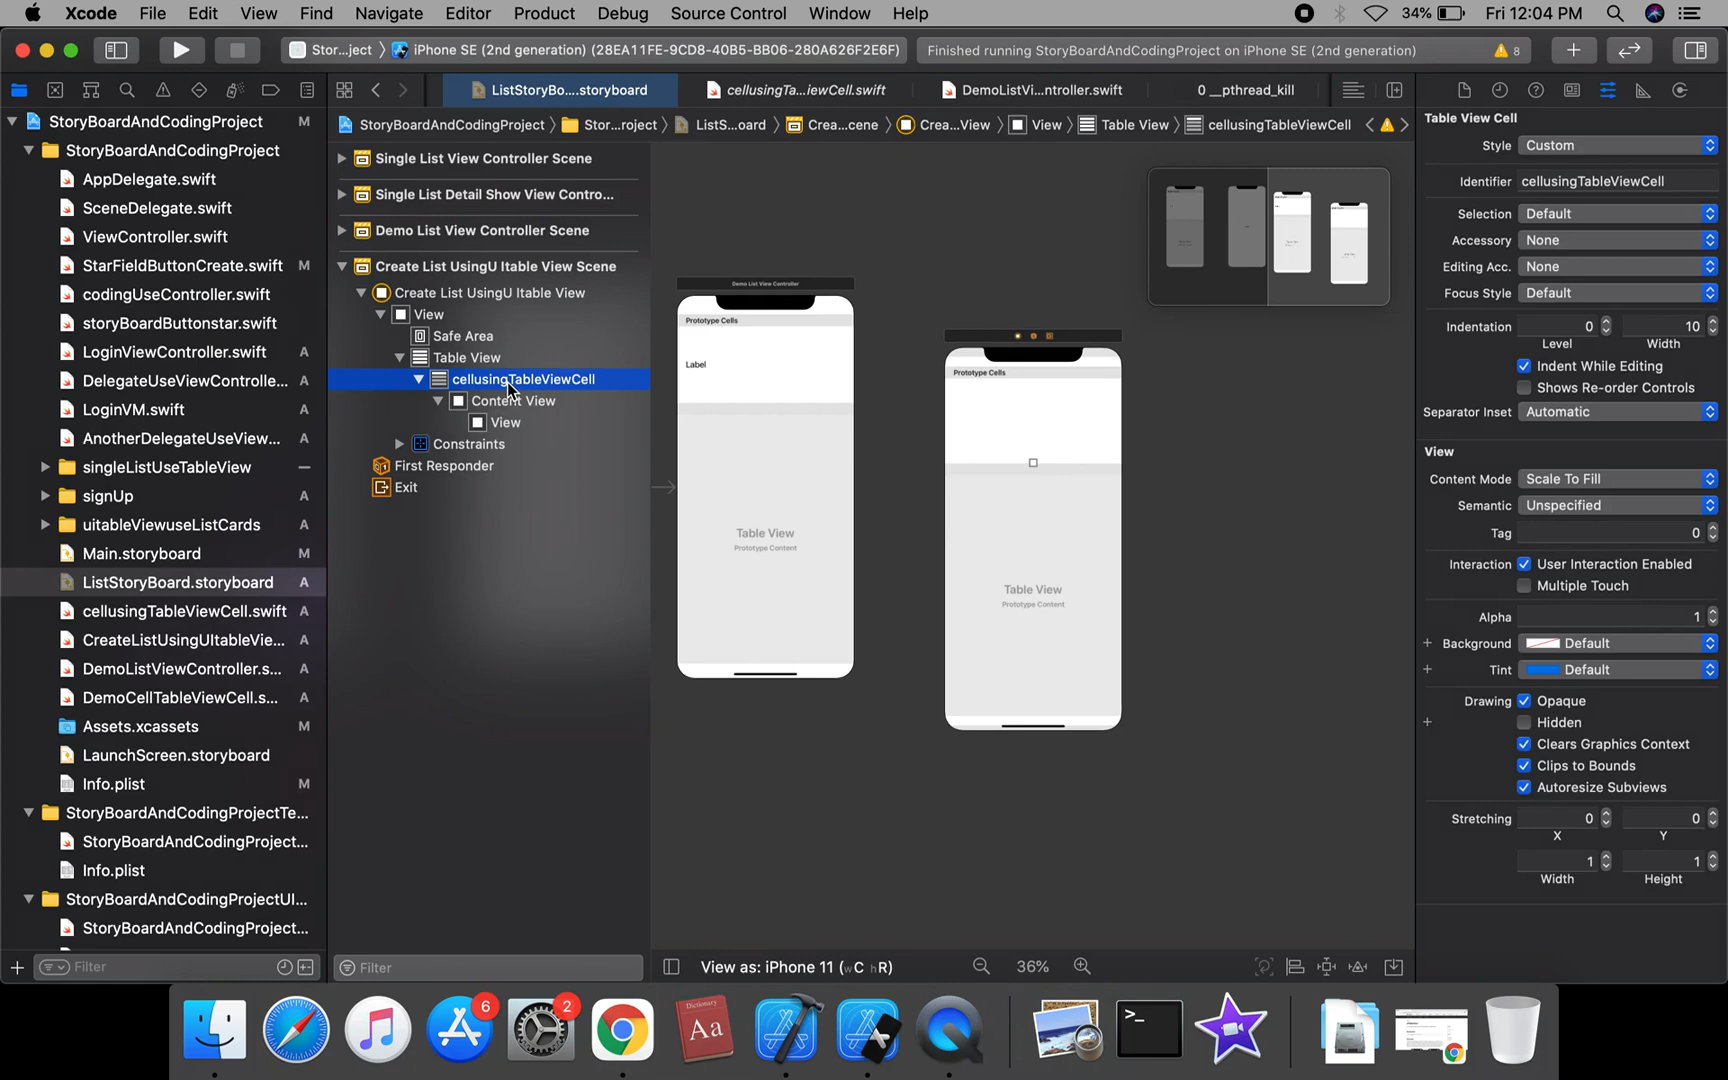 Xcode File Edit View Find Navigate Editor Product Debug Source Control Window Help 34% Fri 12:04 PM
Stor...ject iPhone SE (2nd generation) (28EA11FE-9CD8-40B5-BB06-280A626F2E6F) Finished running StoryBoardAndCodingProject on iPhone SE (2nd generation) 8
ListStoryBo....storyboard cellusingTa...iewCell.swift DemoListVi...ntroller.swift 0 __pthread_kill
StoryBoardAndCodingProject Stor...roject ListS...oard Crea...cene Crea...View View Table View cellusingTableViewCell
StoryBoardAndCodingProject M
StoryBoardAndCodingProject
AppDelegate.swift
SceneDelegate.swift
ViewController.swift
StarFieldButtonCreate.swift M
codingUseController.swift
storyBoardButtonstar.swift
LoginViewController.swift A
DelegateUseViewControlle... A
LoginVM.swift A
AnotherDelegateUseView... A
singleListUseTableView
signUp A
uitableViewuseListCards A
Main.storyboard M
ListStoryBoard.storyboard A
cellusingTableViewCell.swift A
CreateListUsingUItableVie... A
DemoListViewController.s... A
DemoCellTableViewCell.s... A
Assets.xcassets M
LaunchScreen.storyboard
Info.plist M
StoryBoardAndCodingProjectTe...
StoryBoardAndCodingProject...
Info.plist
StoryBoardAndCodingProjectUI...
StoryBoardAndCodingProject...
Filter
Single List View Controller Scene
Single List Detail Show View Contro...
Demo List View Controller Scene
Create List UsingU Itable View Scene
Create List UsingU Itable View
View
Safe Area
Table View
cellusingTableViewCell
Content View
View
Constraints
First Responder
Exit
Filter
Demo List View Controller
Prototype Cells
Label
Table View
Prototype Content
Prototype Cells
Table View
Prototype Content
View as: iPhone 11 (wC hR) 36%
Table View Cell
Style Custom
Identifier cellusingTableViewCell
Selection Default
Accessory None
Editing Acc. None
Focus Style Default
Indentation 0 10
Level Width
Indent While Editing
Shows Re-order Controls
Separator Inset Automatic
View
Content Mode Scale To Fill
Semantic Unspecified
Tag 0
Interaction User Interaction Enabled
Multiple Touch
Alpha 1
Background Default
Tint Default
Drawing Opaque
Hidden
Clears Graphics Context
Clips to Bounds
Autoresize Subviews
Stretching 0 0
X Y
1 1
Width Height
6 2
Dictionary
Aa